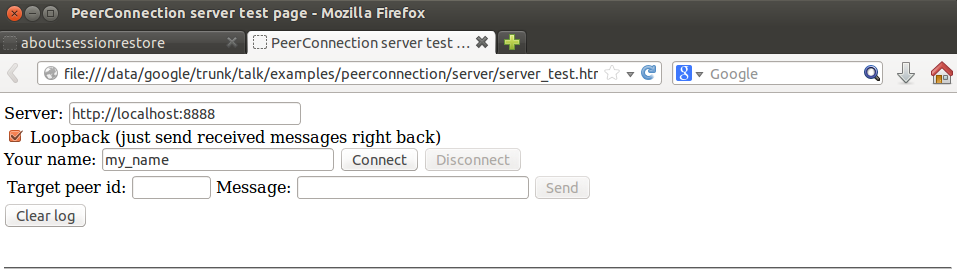 PeerConnection server test page - Mozilla Firefox
about:sessionrestore PeerConnection server test ...
file:///data/google/trunk/talk/examples/peerconnection/server/server_test.htm Google
Server: http://localhost:8888
Loopback (just send received messages right back)
Your name: my_name Connect Disconnect
Target peer id: Message: Send
Clear log